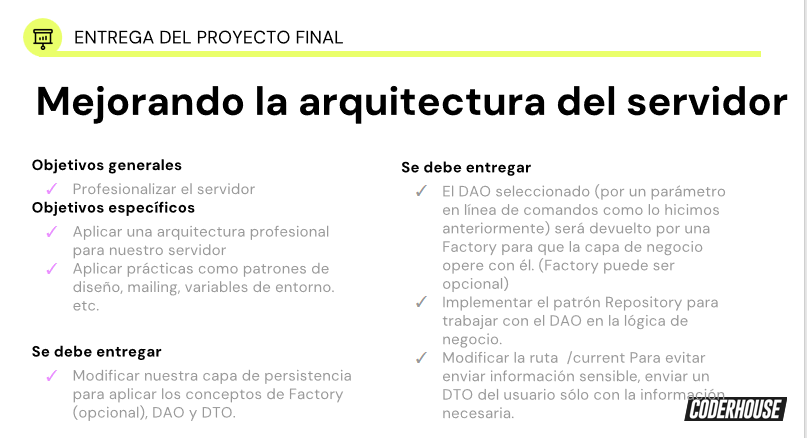 ENTREGA DEL PROYECTO FINAL
Mejorando la arquitectura del servidor
Objetivos generales
✓ Profesionalizar el servidor
Objetivos específicos
✓ Aplicar una arquitectura profesional
para nuestro servidor
✓ Aplicar prácticas como patrones de
diseño, mailing, variables de entorno.
etc.
Se debe entregar
✓ Modificar nuestra capa de persistencia
para aplicar los conceptos de Factory
(opcional), DAO y DTO.
Se debe entregar
✓ El DAO seleccionado (por un parámetro
en línea de comandos como lo hicimos
anteriormente) será devuelto por una
Factory para que la capa de negocio
opere con él. (Factory puede ser
opcional)
✓ Implementar el patrón Repository para
trabajar con el DAO en la lógica de
negocio.
✓ Modificar la ruta  /current Para evitar
enviar información sensible, enviar un
DTO del usuario sólo con la información
necesaria.
CODERHOUSE